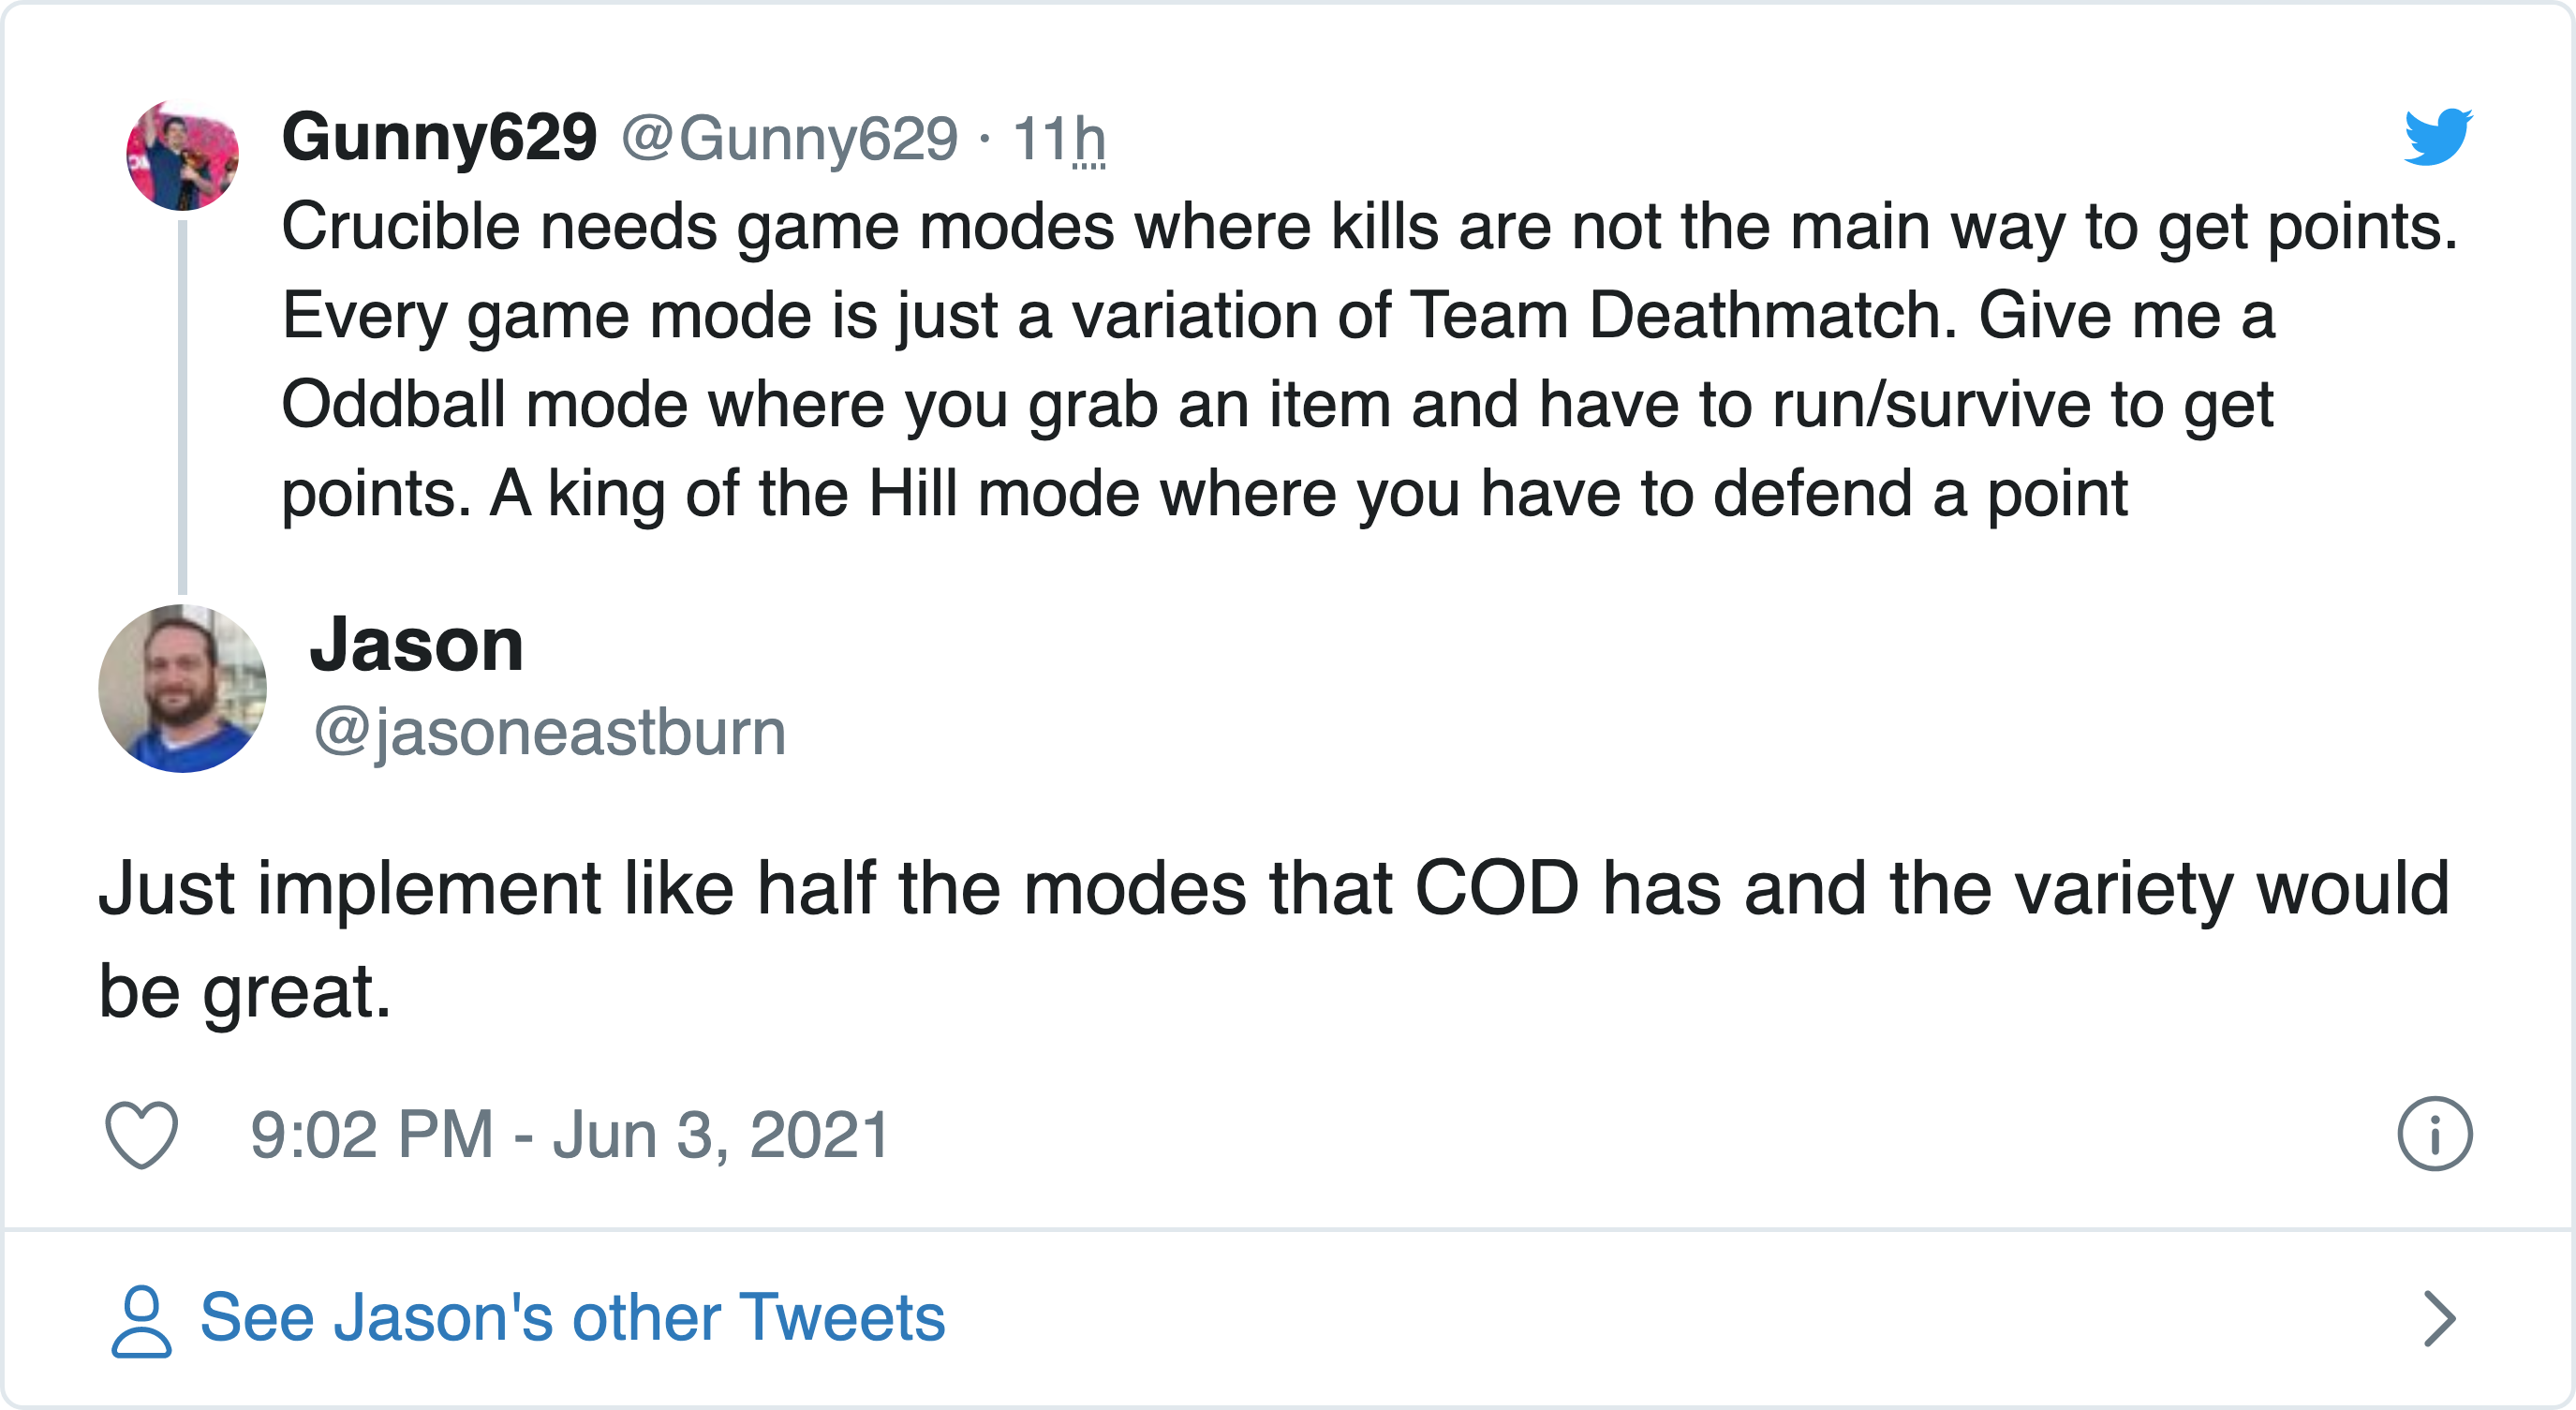 Gunny629 @Gunny629 · 11h
Crucible needs game modes where kills are not the main way to get points.
Every game mode is just a variation of Team Deathmatch. Give me a
Oddball mode where you grab an item and have to run/survive to get
points. A king of the Hill mode where you have to defend a point
Jason
@jasoneastburn
Just implement like half the modes that COD has and the variety would
be great.
9:02 PM - Jun 3, 2021
See Jason's other Tweets